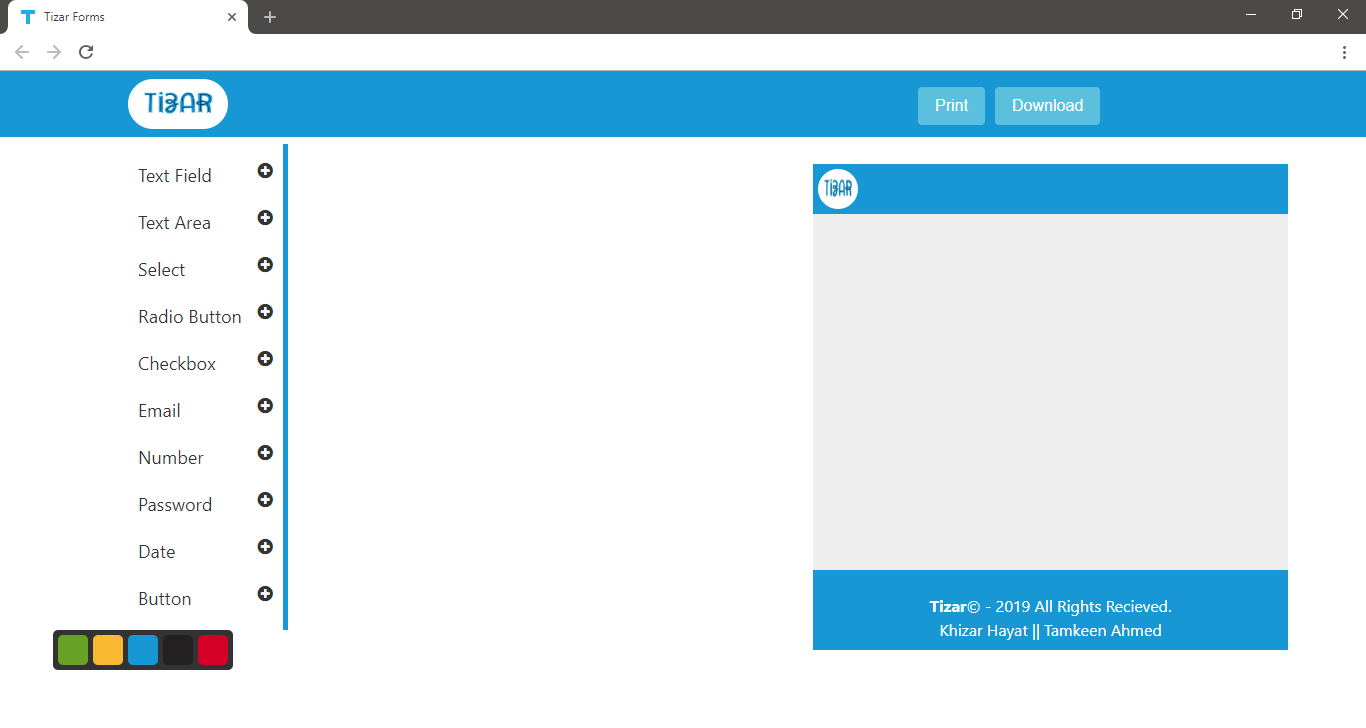 Tizar Forms
TizAR
Print
Download
Text Field
Text Area
Select
Radio Button
Checkbox
Email
Number
Password
Date
Button
TizAR
Tizar© - 2019 All Rights Recieved.
Khizar Hayat || Tamkeen Ahmed